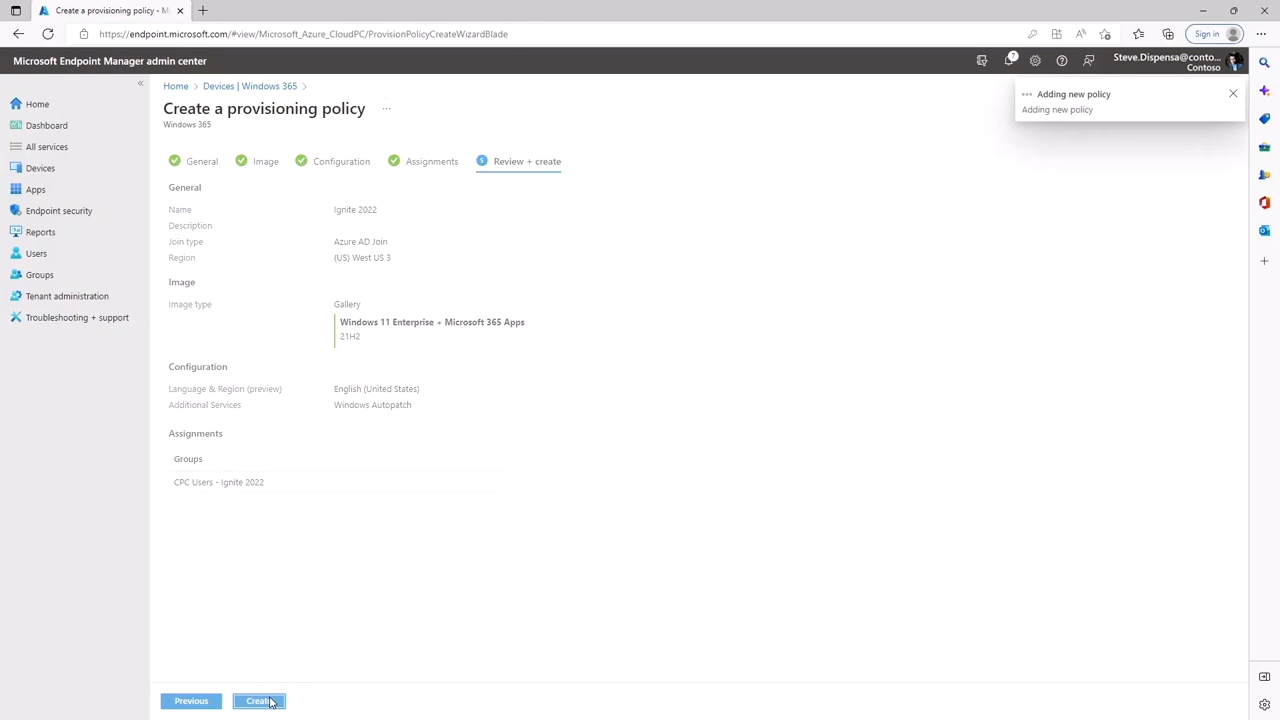 Create a provisioning policy - M
https://endpoint.microsoft.com/#view/Microsoft_Azure_CloudPC/ProvisionPolicyCreateWizardBlade
Sign in
Microsoft Endpoint Manager admin center
7
Steve.Dispensa@conto...
Contoso
Home
Dashboard
All services
Devices
Apps
Endpoint security
Reports
Users
Groups
Tenant administration
Troubleshooting + support
Home > Devices | Windows 365 >
Create a provisioning policy ...
Windows 365
Adding new policy
Adding new policy
General Image Configuration Assignments 5 Review + create
General
Name Ignite 2022
Description
Join type Azure AD Join
Region (US) West US 3
Image
Image type Gallery
Windows 11 Enterprise + Microsoft 365 Apps
21H2
Configuration
Language & Region (preview) English (United States)
Additional Services Windows Autopatch
Assignments
Groups
CPC Users - Ignite 2022
Previous Create